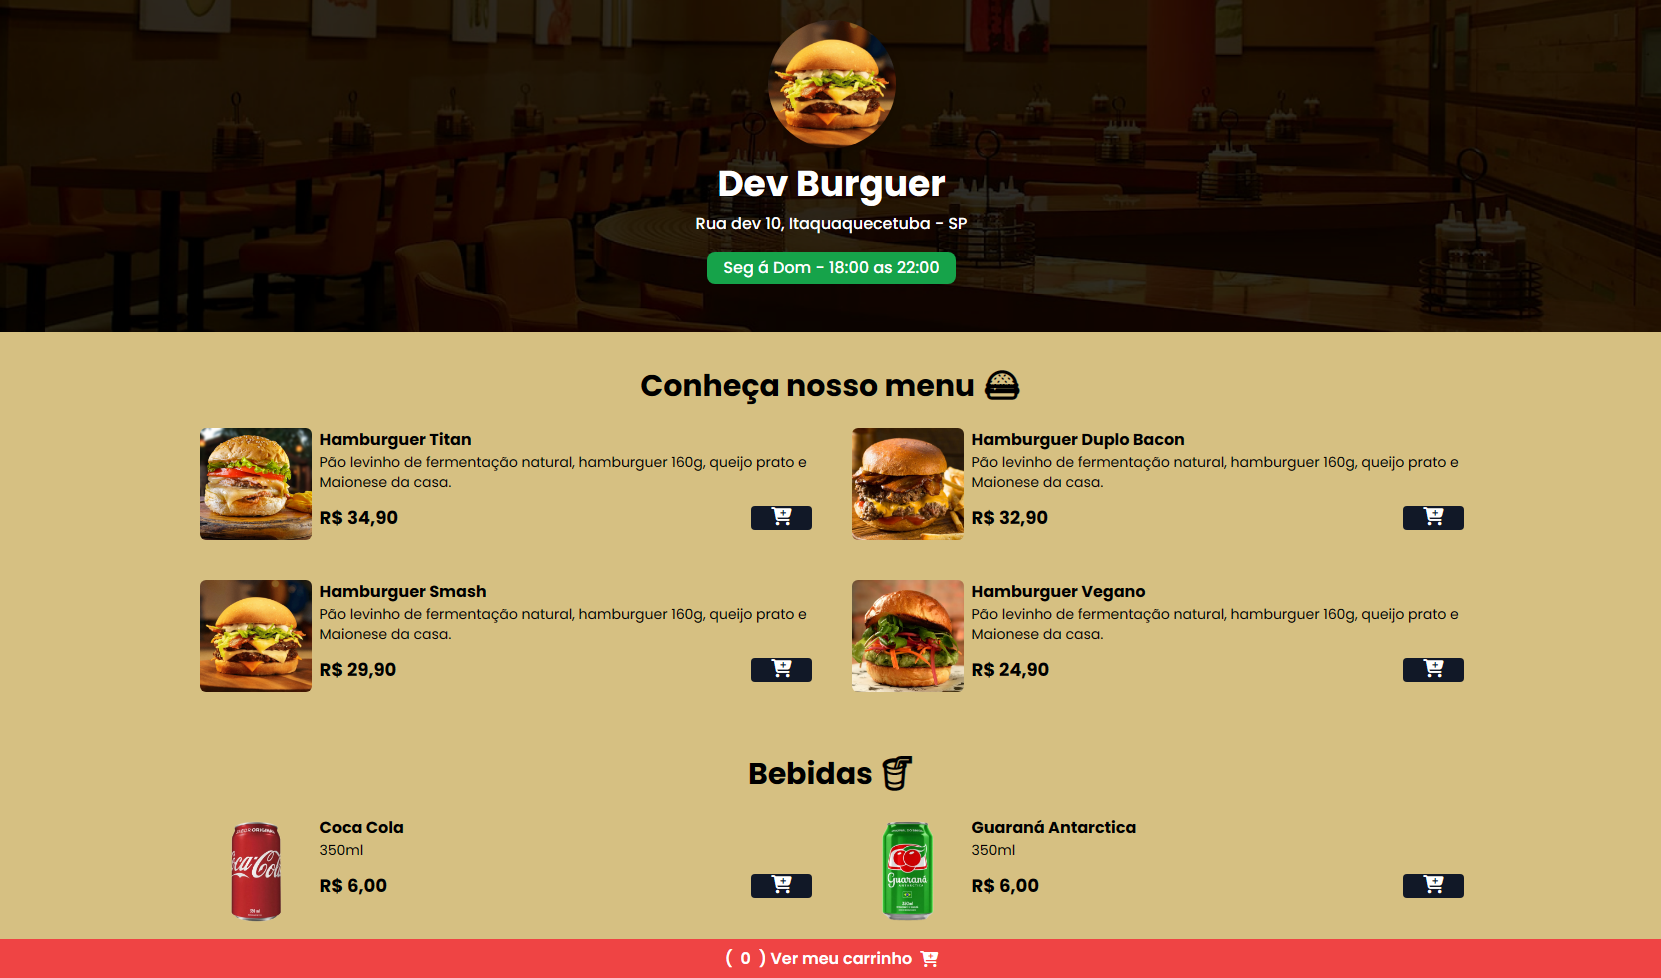 Dev Burguer
Rua dev 10, Itaquaquecetuba - SP
Seg á Dom - 18:00 as 22:00
Conheça nosso menu
Hamburguer Titan
Pão levinho de fermentação natural, hamburguer 160g, queijo prato e
Maionese da casa.
R$ 34,90
Hamburguer Duplo Bacon
Pão levinho de fermentação natural, hamburguer 160g, queijo prato e
Maionese da casa.
R$ 32,90
Hamburguer Smash
Pão levinho de fermentação natural, hamburguer 160g, queijo prato e
Maionese da casa.
R$ 29,90
Hamburguer Vegano
Pão levinho de fermentação natural, hamburguer 160g, queijo prato e
Maionese da casa.
R$ 24,90
Bebidas
Coca Cola
350ml
R$ 6,00
Guaraná Antarctica
350ml
R$ 6,00
Guaraná
( 0 ) Ver meu carrinho